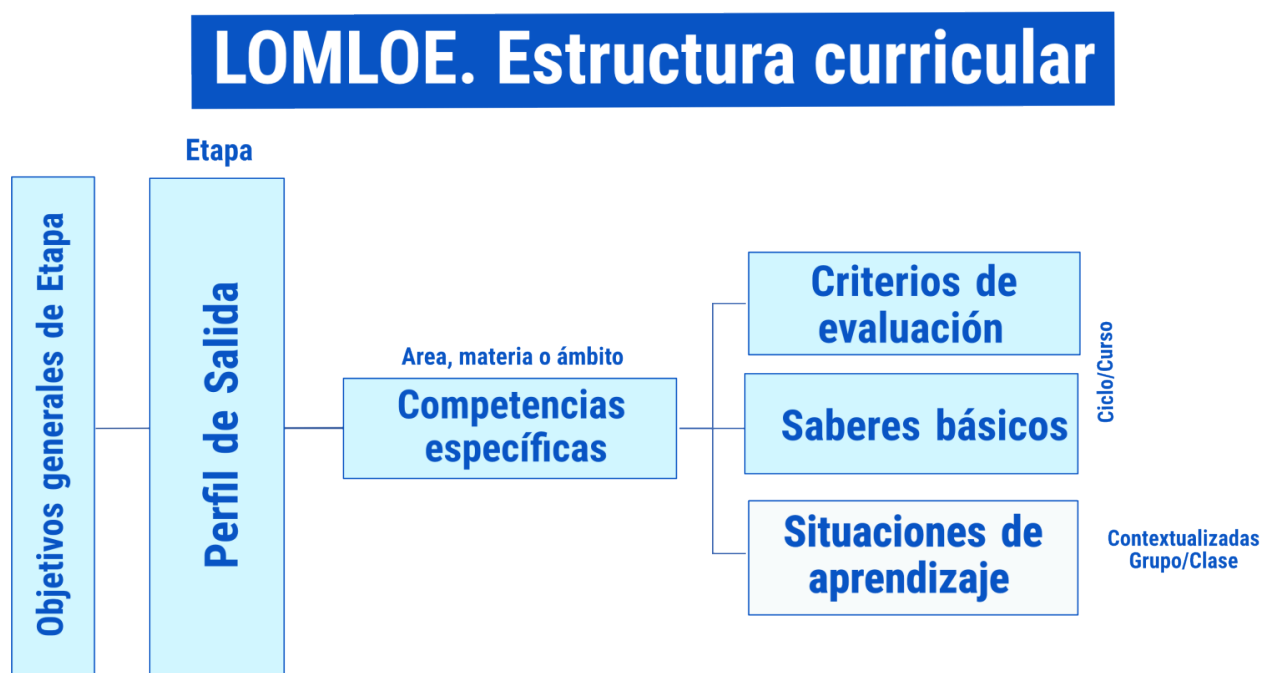 LOMLOE. Estructura curricular
Etapa
Objetivos generales de Etapa
Perfil de Salida
Area, materia o ámbito
Competencias
específicas
Criterios de
evaluación
Saberes básicos
Ciclo/Curso
Situaciones de
aprendizaje
Contextualizadas
Grupo/Clase